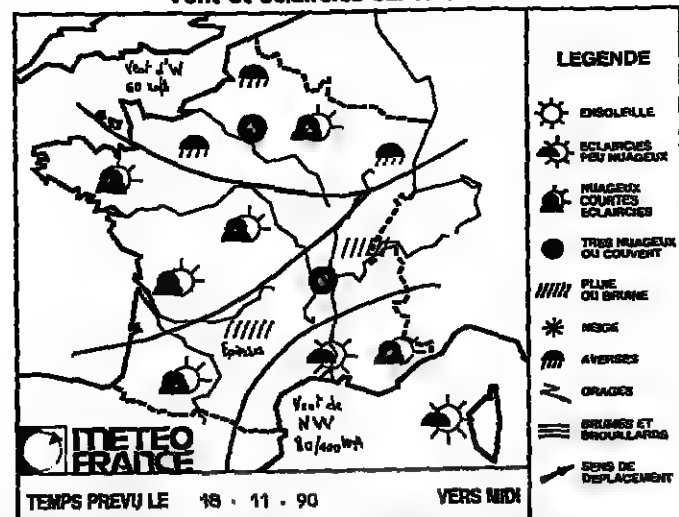 Vent d'W
60 km/h
Epinsus
Vent de
NW
80/100 km/h
METEO
FRANCE
TEMPS PREVU LE 18 - 11 - 90 VERS MIDI
LEGENDE
ENSOLEILLE
ECLAIRCIES
PEU NUAGEUX
NUAGEUX
COURTES
ECLAIRCIES
TRES NUAGEUX
OU COUVERT
PLUIE
OU BRUINE
NEIGE
AVERSES
ORAGES
BRUMES ET
BROUILLARDS
SENS DE
DEPLACEMENT